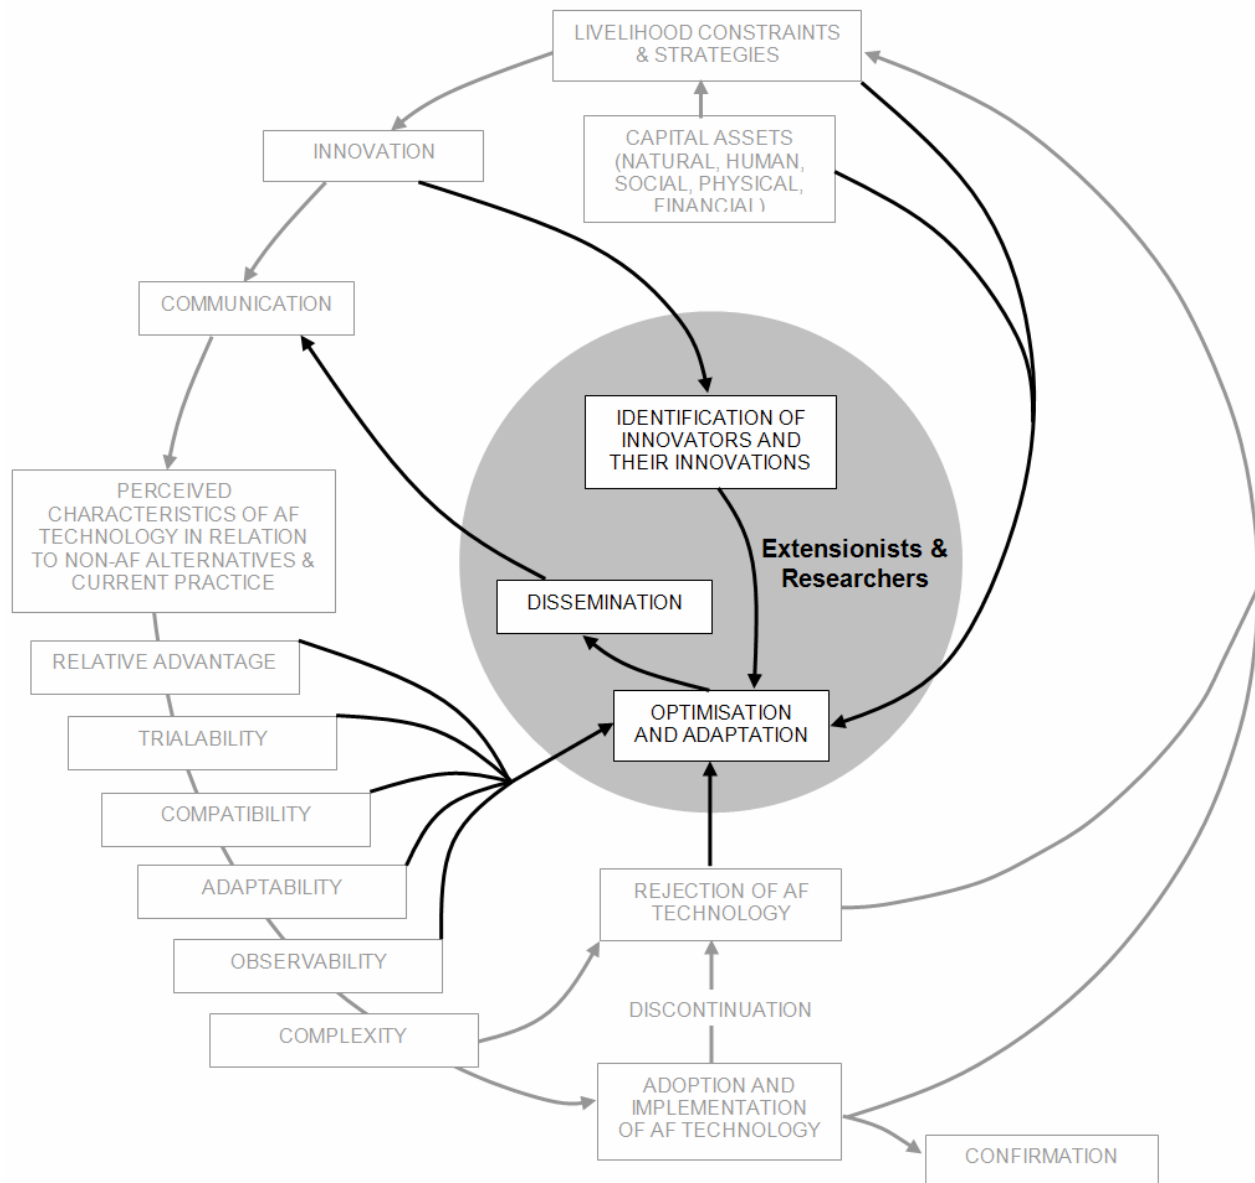 LIVELIHOOD CONSTRAINTS
& STRATEGIES
CAPITAL ASSETS
(NATURAL, HUMAN,
SOCIAL, PHYSICAL,
FINANCIAL)
INNOVATION
COMMUNICATION
IDENTIFICATION OF
INNOVATORS AND
THEIR INNOVATIONS
PERCEIVED
CHARACTERISTICS OF AF
TECHNOLOGY IN RELATION
TO NON-AF ALTERNATIVES &
CURRENT PRACTICE
Extensionists &
Researchers
DISSEMINATION
RELATIVE ADVANTAGE
OPTIMISATION
AND ADAPTATION
TRIALABILITY
COMPATIBILITY
ADAPTABILITY
REJECTION OF AF
TECHNOLOGY
OBSERVABILITY
DISCONTINUATION
COMPLEXITY
ADOPTION AND
IMPLEMENTATION
OF AF TECHNOLOGY
CONFIRMATION